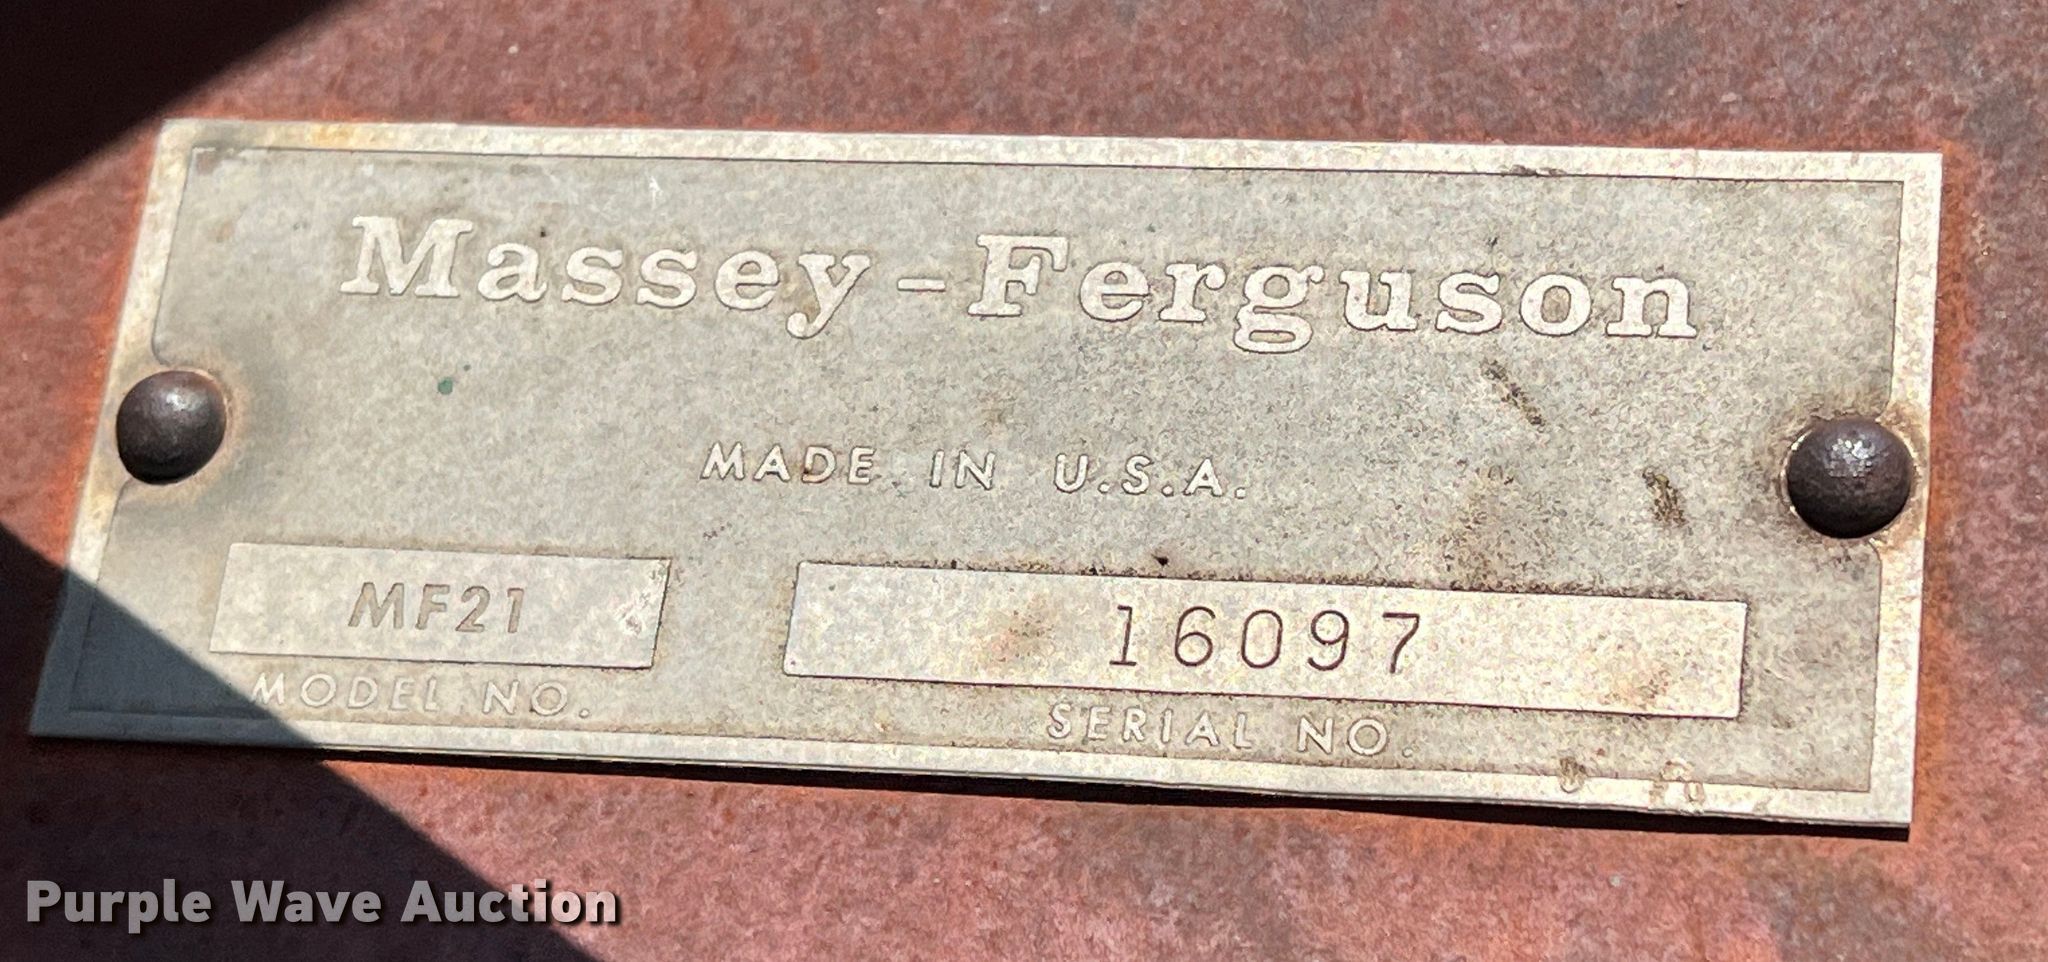 Massey-Ferguson
MADE IN U.S.A.
MF21 16097
MODEL NO. SERIAL NO.
Purple Wave Auction